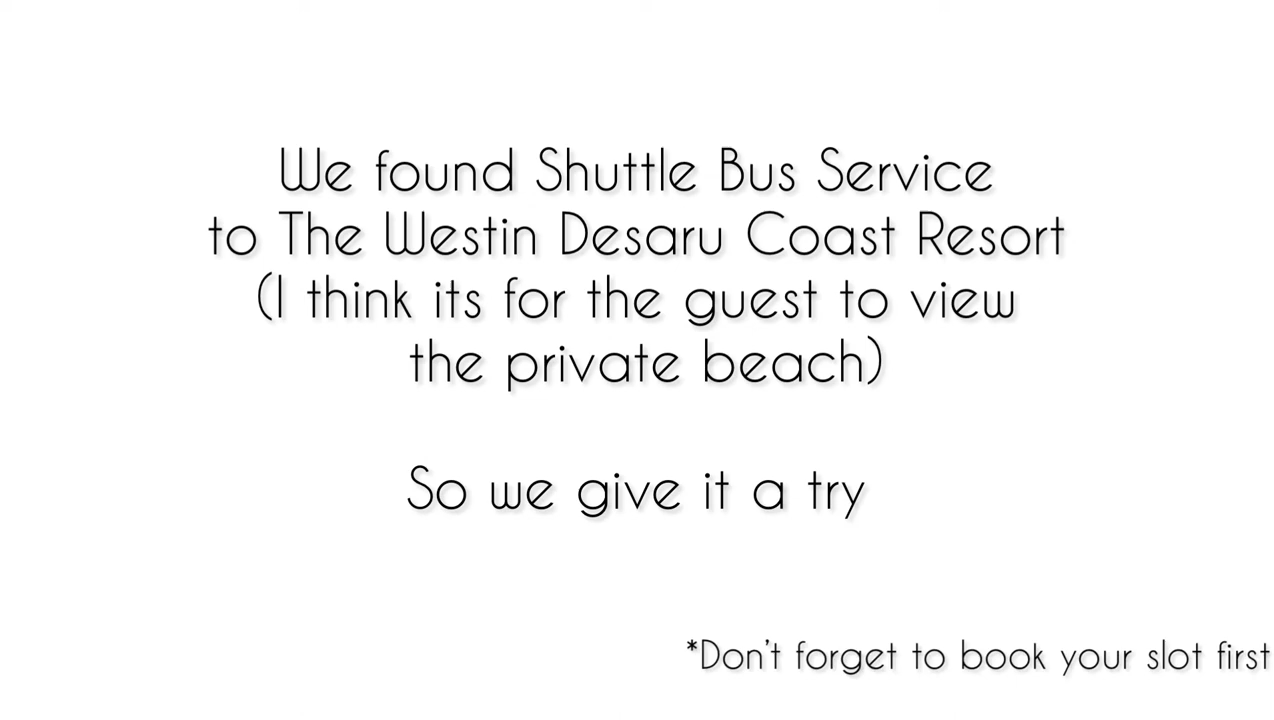 We found Shuttle Bus Service
to The Westin Desaru Coast Resort
(I think its for the guest to view
the private beach)
So we give it a try
*Don't forget to book your slot first